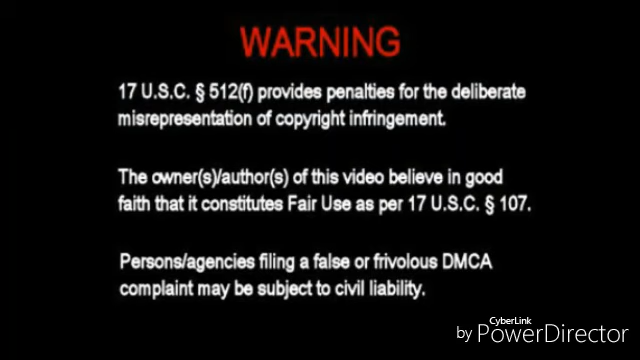 WARNING
17 U.S.C. § 512(f) provides penalties for the deliberate
misrepresentation of copyright infringement.
The owner(s)/author(s) of this video believe in good
faith that it constitutes Fair Use as per 17 U.S.C. § 107.
Persons/agencies filing a false or frivolous DMCA
complaint may be subject to civil liability.
CyberLink
by PowerDirector